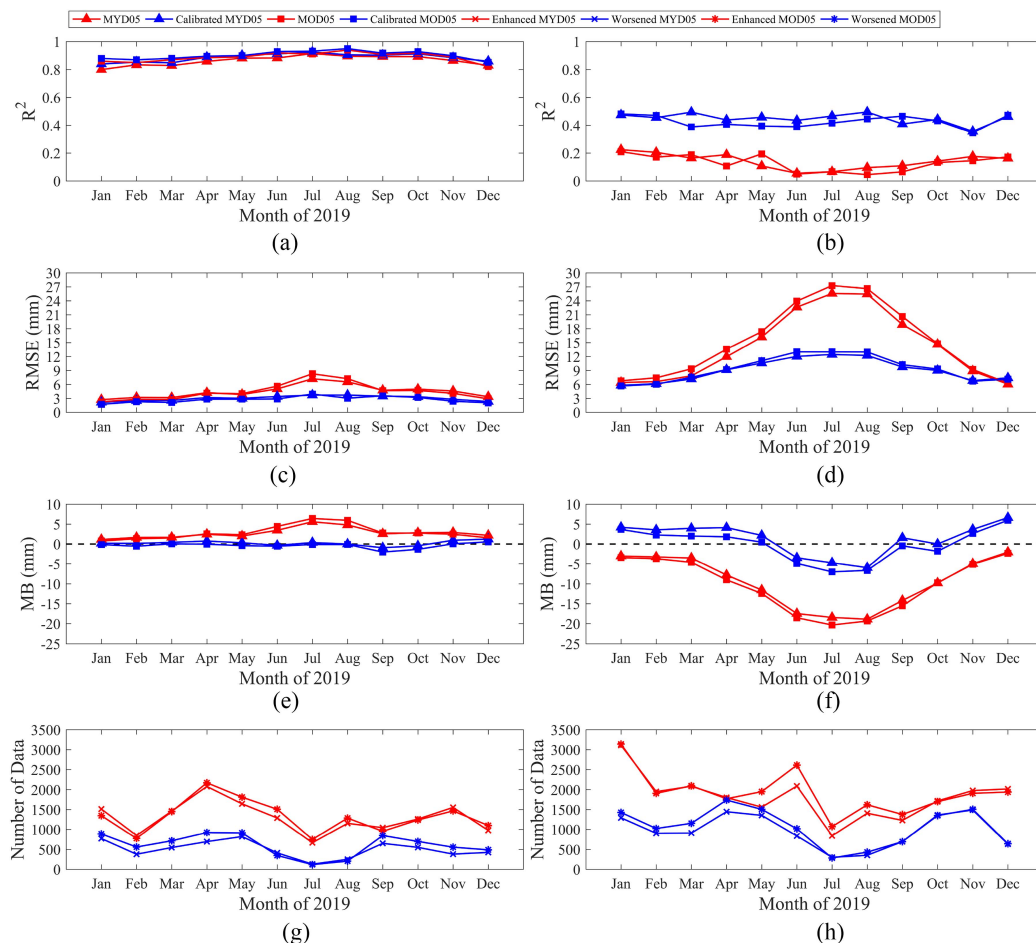 MYD05 Calibrated MYD05 MOD05 Calibrated MOD05 Enhanced MYD05 Worsened MYD05 Enhanced MOD05 Worsened MOD05
1
0.8
0.6
0.4
0.2
0
R²
Jan Feb Mar Apr May Jun Jul Aug Sep Oct Nov Dec
Month of 2019
(a)
1
0.8
0.6
0.4
0.2
0
R²
Jan Feb Mar Apr May Jun Jul Aug Sep Oct Nov Dec
Month of 2019
(b)
30
27
24
21
18
15
12
9
6
3
0
RMSE (mm)
Jan Feb Mar Apr May Jun Jul Aug Sep Oct Nov Dec
Month of 2019
(c)
30
27
24
21
18
15
12
9
6
3
0
RMSE (mm)
Jan Feb Mar Apr May Jun Jul Aug Sep Oct Nov Dec
Month of 2019
(d)
10
5
0
-5
-10
-15
-20
-25
MB (mm)
Jan Feb Mar Apr May Jun Jul Aug Sep Oct Nov Dec
Month of 2019
(e)
10
5
0
-5
-10
-15
-20
-25
MB (mm)
Jan Feb Mar Apr May Jun Jul Aug Sep Oct Nov Dec
Month of 2019
(f)
3500
3000
2500
2000
1500
1000
500
0
Number of Data
Jan Feb Mar Apr May Jun Jul Aug Sep Oct Nov Dec
Month of 2019
(g)
3500
3000
2500
2000
1500
1000
500
0
Number of Data
Jan Feb Mar Apr May Jun Jul Aug Sep Oct Nov Dec
Month of 2019
(h)